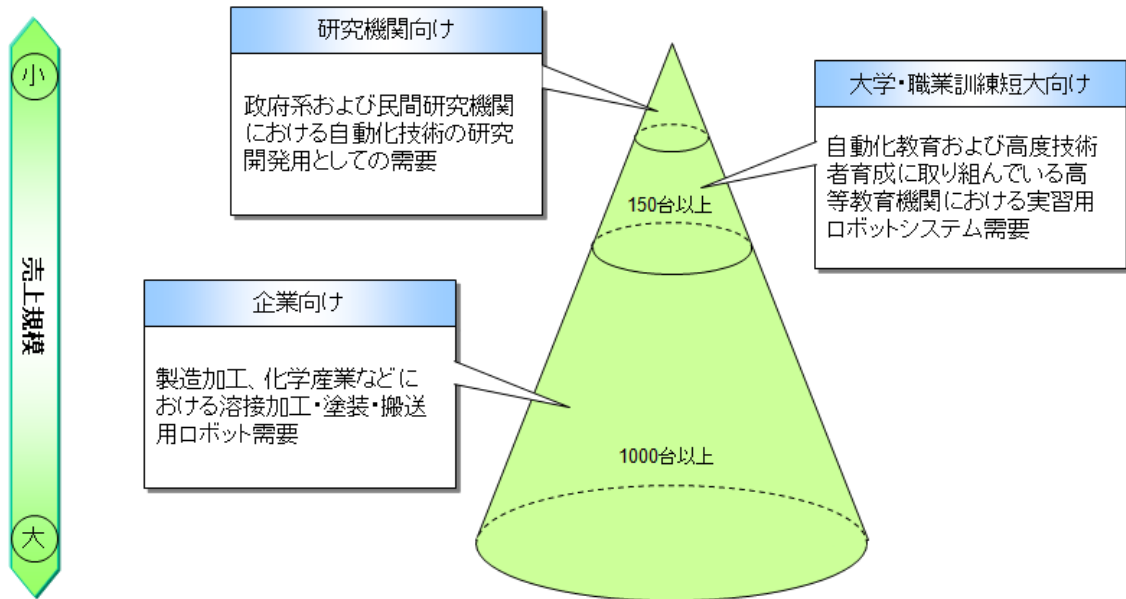 小
売上規模
大
研究機関向け
政府系および民間研究機関
における自動化技術の研究
開発用としての需要
大学・職業訓練短大向け
自動化教育および高度技術
者育成に取り組んでいる高
等教育機関における実習用
ロボットシステム需要
150台以上
企業向け
製造加工、化学産業などに
おける溶接加工・塗装・搬送
用ロボット需要
1000台以上